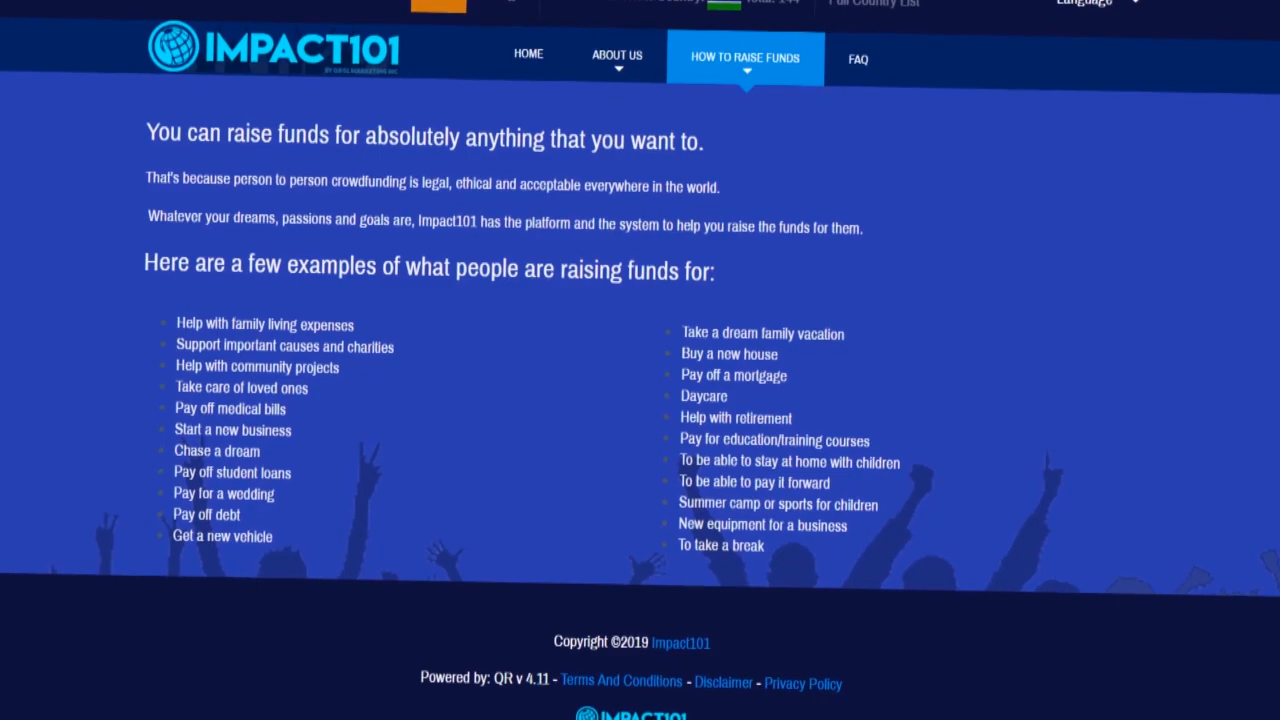 Total: 144
Full Country List
Language
IMPACT101
HOME
ABOUT US
HOW TO RAISE FUNDS
FAQ
You can raise funds for absolutely anything that you want to.
That's because person to person crowdfunding is legal, ethical and acceptable everywhere in the world.
Whatever your dreams, passions and goals are, Impact101 has the platform and the system to help you raise the funds for them.
Here are a few examples of what people are raising funds for:
Help with family living expenses
Support important causes and charities
Help with community projects
Take care of loved ones
Pay off medical bills
Start a new business
Chase a dream
Pay off student loans
Pay for a wedding
Pay off debt
Get a new vehicle
Take a dream family vacation
Buy a new house
Pay off a mortgage
Daycare
Help with retirement
Pay for education/training courses
To be able to stay at home with children
To be able to pay it forward
Summer camp or sports for children
New equipment for a business
To take a break
Copyright ©2019 Impact101
Powered by: QR v 4.11 - Terms And Conditions - Disclaimer - Privacy Policy
IMPACT101